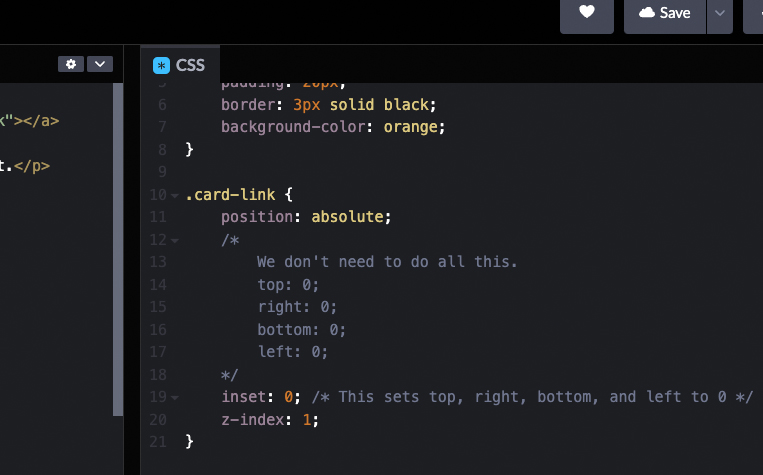 Save
CSS
k"></a>
t.</p>
5 padding: 20px;
6 border: 3px solid black;
7 background-color: orange;
8 }
9
10 .card-link {
11 position: absolute;
12 /*
13 We don't need to do all this.
14 top: 0;
15 right: 0;
16 bottom: 0;
17 left: 0;
18 */
19 inset: 0; /* This sets top, right, bottom, and left to 0 */
20 z-index: 1;
21 }